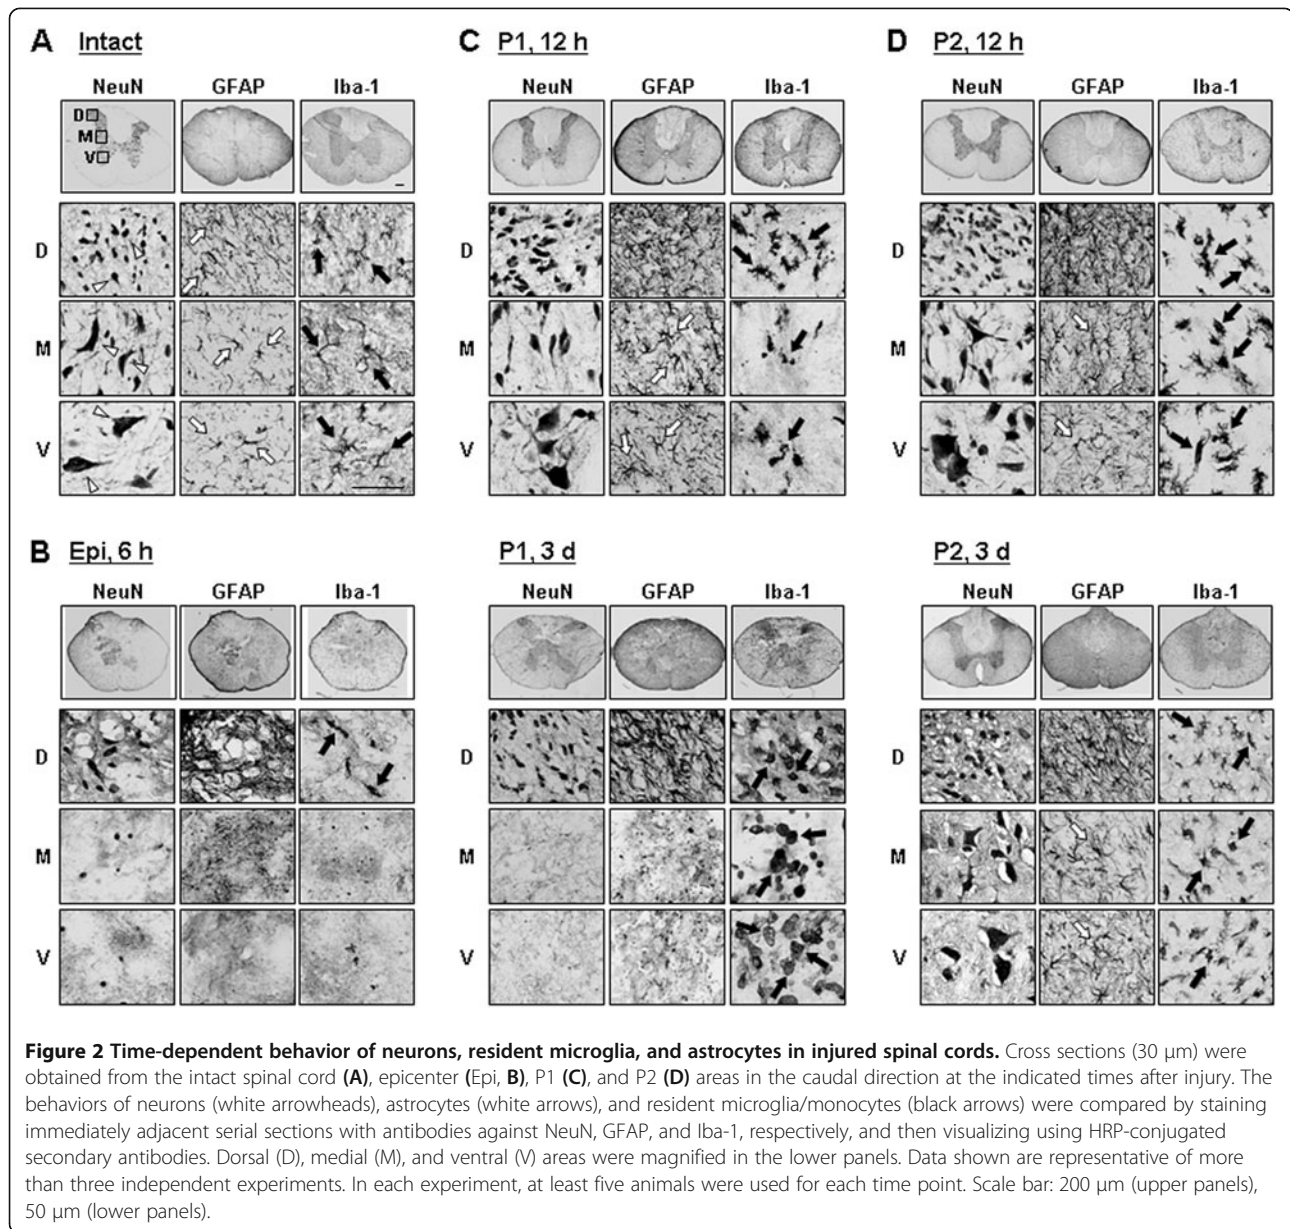 A Intact
NeuN GFAP Iba-1
D
M
V
D
M
V
C P1, 12 h
NeuN GFAP Iba-1
D
M
V
D P2, 12 h
NeuN GFAP Iba-1
D
M
V
B Epi, 6 h
NeuN GFAP Iba-1
D
M
V
P1, 3 d
NeuN GFAP Iba-1
D
M
V
P2, 3 d
NeuN GFAP Iba-1
D
M
V
Figure 2 Time-dependent behavior of neurons, resident microglia, and astrocytes in injured spinal cords. Cross sections (30 μm) were
obtained from the intact spinal cord (A), epicenter (Epi, B), P1 (C), and P2 (D) areas in the caudal direction at the indicated times after injury. The
behaviors of neurons (white arrowheads), astrocytes (white arrows), and resident microglia/monocytes (black arrows) were compared by staining
immediately adjacent serial sections with antibodies against NeuN, GFAP, and Iba-1, respectively, and then visualizing using HRP-conjugated
secondary antibodies. Dorsal (D), medial (M), and ventral (V) areas were magnified in the lower panels. Data shown are representative of more
than three independent experiments. In each experiment, at least five animals were used for each time point. Scale bar: 200 μm (upper panels),
50 μm (lower panels).